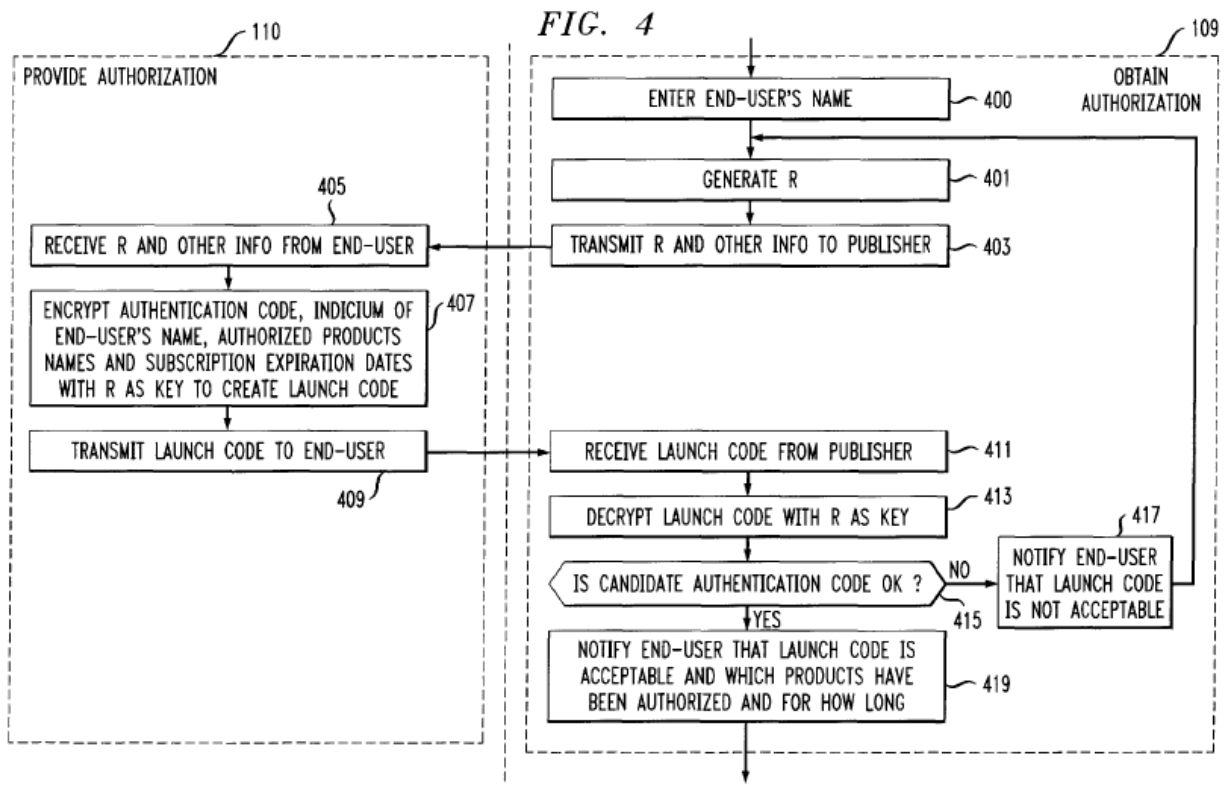 FIG. 4
110
PROVIDE AUTHORIZATION
109
OBTAIN
AUTHORIZATION
ENTER END-USER'S NAME
400
GENERATE R
401
TRANSMIT R AND OTHER INFO TO PUBLISHER
403
405
RECEIVE R AND OTHER INFO FROM END-USER
ENCRYPT AUTHENTICATION CODE, INDICIUM OF
END-USER'S NAME, AUTHORIZED PRODUCTS
NAMES AND SUBSCRIPTION EXPIRATION DATES
WITH R AS KEY TO CREATE LAUNCH CODE
407
TRANSMIT LAUNCH CODE TO END-USER
409
RECEIVE LAUNCH CODE FROM PUBLISHER
411
DECRYPT LAUNCH CODE WITH R AS KEY
413
IS CANDIDATE AUTHENTICATION CODE OK ?
415
NO
417
NOTIFY END-USER
THAT LAUNCH CODE
IS NOT ACCEPTABLE
YES
NOTIFY END-USER THAT LAUNCH CODE IS
ACCEPTABLE AND WHICH PRODUCTS HAVE
BEEN AUTHORIZED AND FOR HOW LONG
419